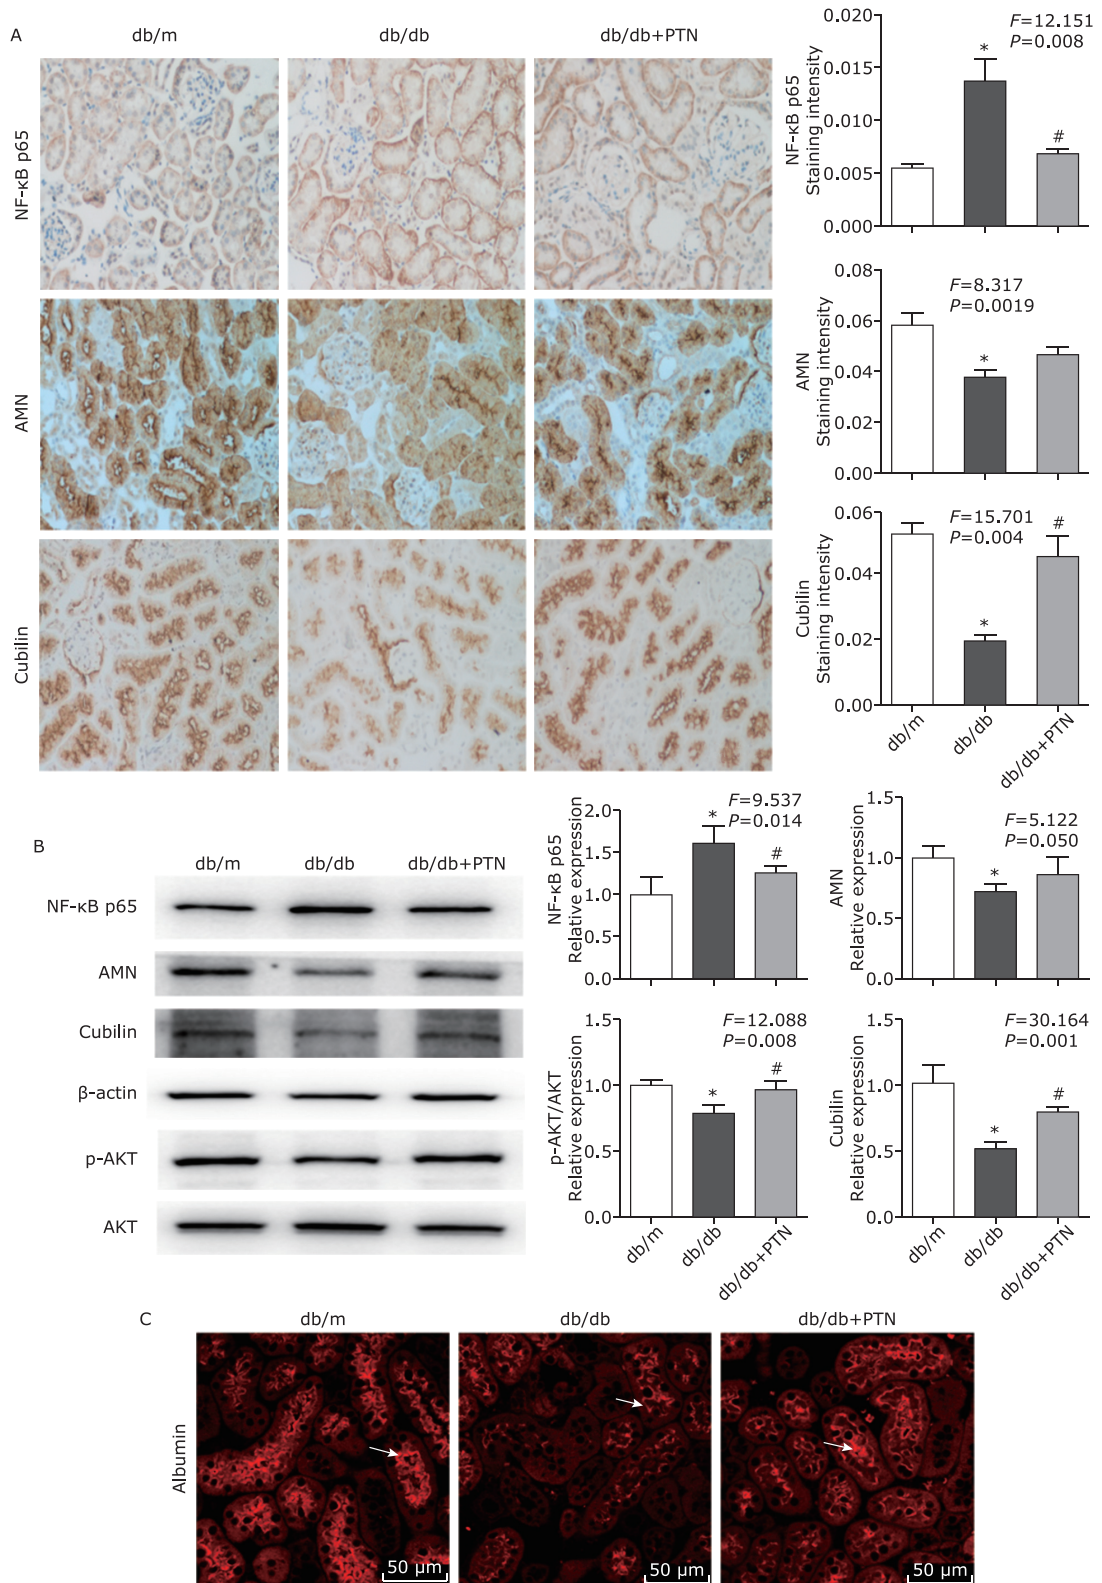 A
db/m
db/db
db/db+PTN
NF-κB p65
AMN
Cubilin
0.020
0.015
0.010
0.005
0.000
NF-κB p65
Staining intensity
F=12.151
P=0.008
*
#
0.08
0.06
0.04
0.02
0.00
AMN
Staining intensity
F=8.317
P=0.0019
*
0.06
0.04
0.02
0.00
Cubilin
Staining intensity
F=15.701
P=0.004
*
#
db/m
db/db
db/db+PTN
B
db/m
db/db
db/db+PTN
NF-κB p65
AMN
Cubilin
β-actin
p-AKT
AKT
2.0
1.5
1.0
0.5
0.0
NF-κB p65
Relative expression
F=9.537
P=0.014
*
#
1.5
1.0
0.5
0.0
AMN
Relative expression
F=5.122
P=0.050
*
1.5
1.0
0.5
0.0
p-AKT/AKT
Relative expression
F=12.088
P=0.008
*
#
db/m
db/db
db/db+PTN
1.5
1.0
0.5
0.0
Cubilin
Relative expression
F=30.164
P=0.001
*
#
db/m
db/db
db/db+PTN
C
db/m
db/db
db/db+PTN
Albumin
50 μm
50 μm
50 μm